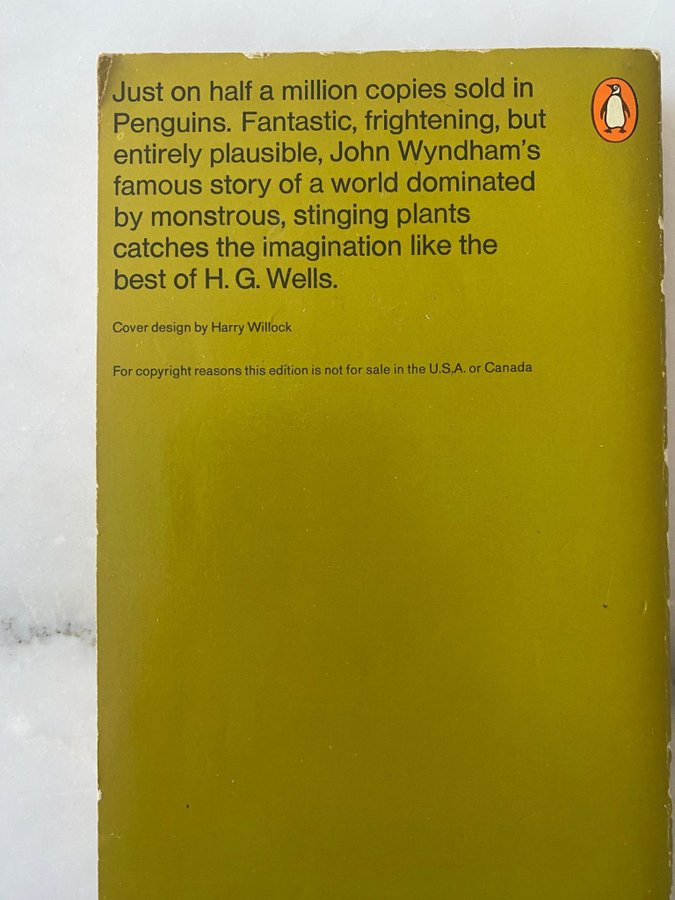 Just on half a million copies sold in
Penguins. Fantastic, frightening, but
entirely plausible, John Wyndham's
famous story of a world dominated
by monstrous, stinging plants
catches the imagination like the
best of H. G. Wells.
Cover design by Harry Willock
For copyright reasons this edition is not for sale in the U.S.A. or Canada